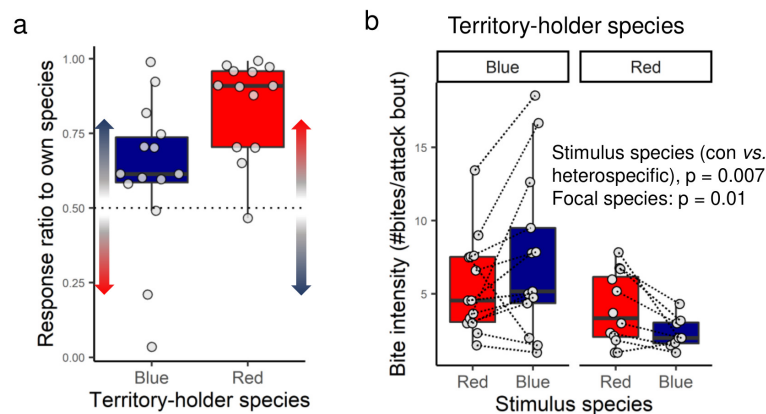 a
Response ratio to own species
1.00
0.75
0.50
0.25
0.00
Blue Red
Territory-holder species
b
Territory-holder species
Blue Red
Bite intensity (#bites/attack bout)
15
10
5
Stimulus species (con vs.
heterospecific), p = 0.007
Focal species: p = 0.01
Red Blue Red Blue
Stimulus species